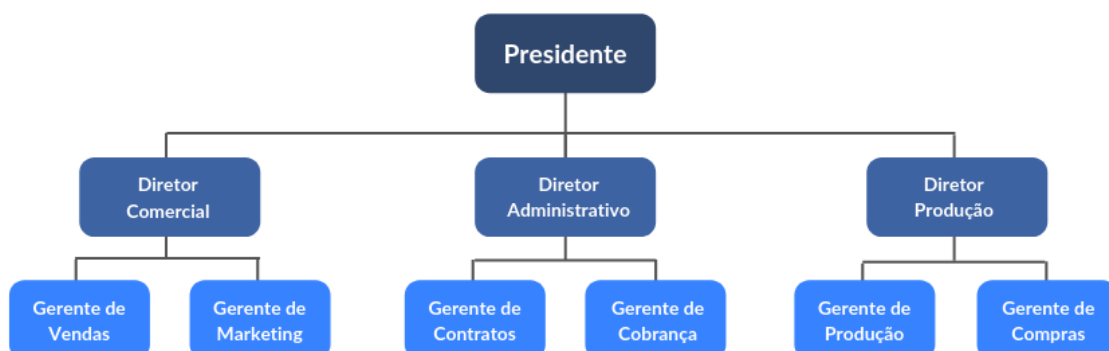 Presidente
Diretor
Comercial
Diretor
Administrativo
Diretor
Produção
Gerente de
Vendas
Gerente de
Marketing
Gerente de
Contratos
Gerente de
Cobrança
Gerente de
Produção
Gerente de
Compras